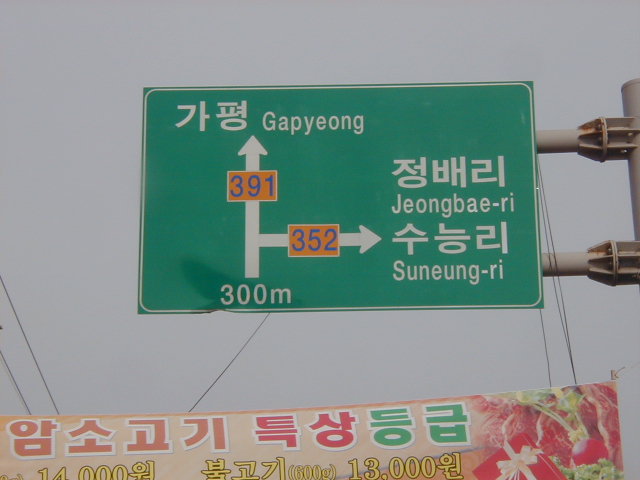 가평 Gapyeong
391
정배리
Jeongbae-ri
352
수능리
Suneung-ri
300m
암소고기 특상등급
14,000원 불고기(600g) 13,000원